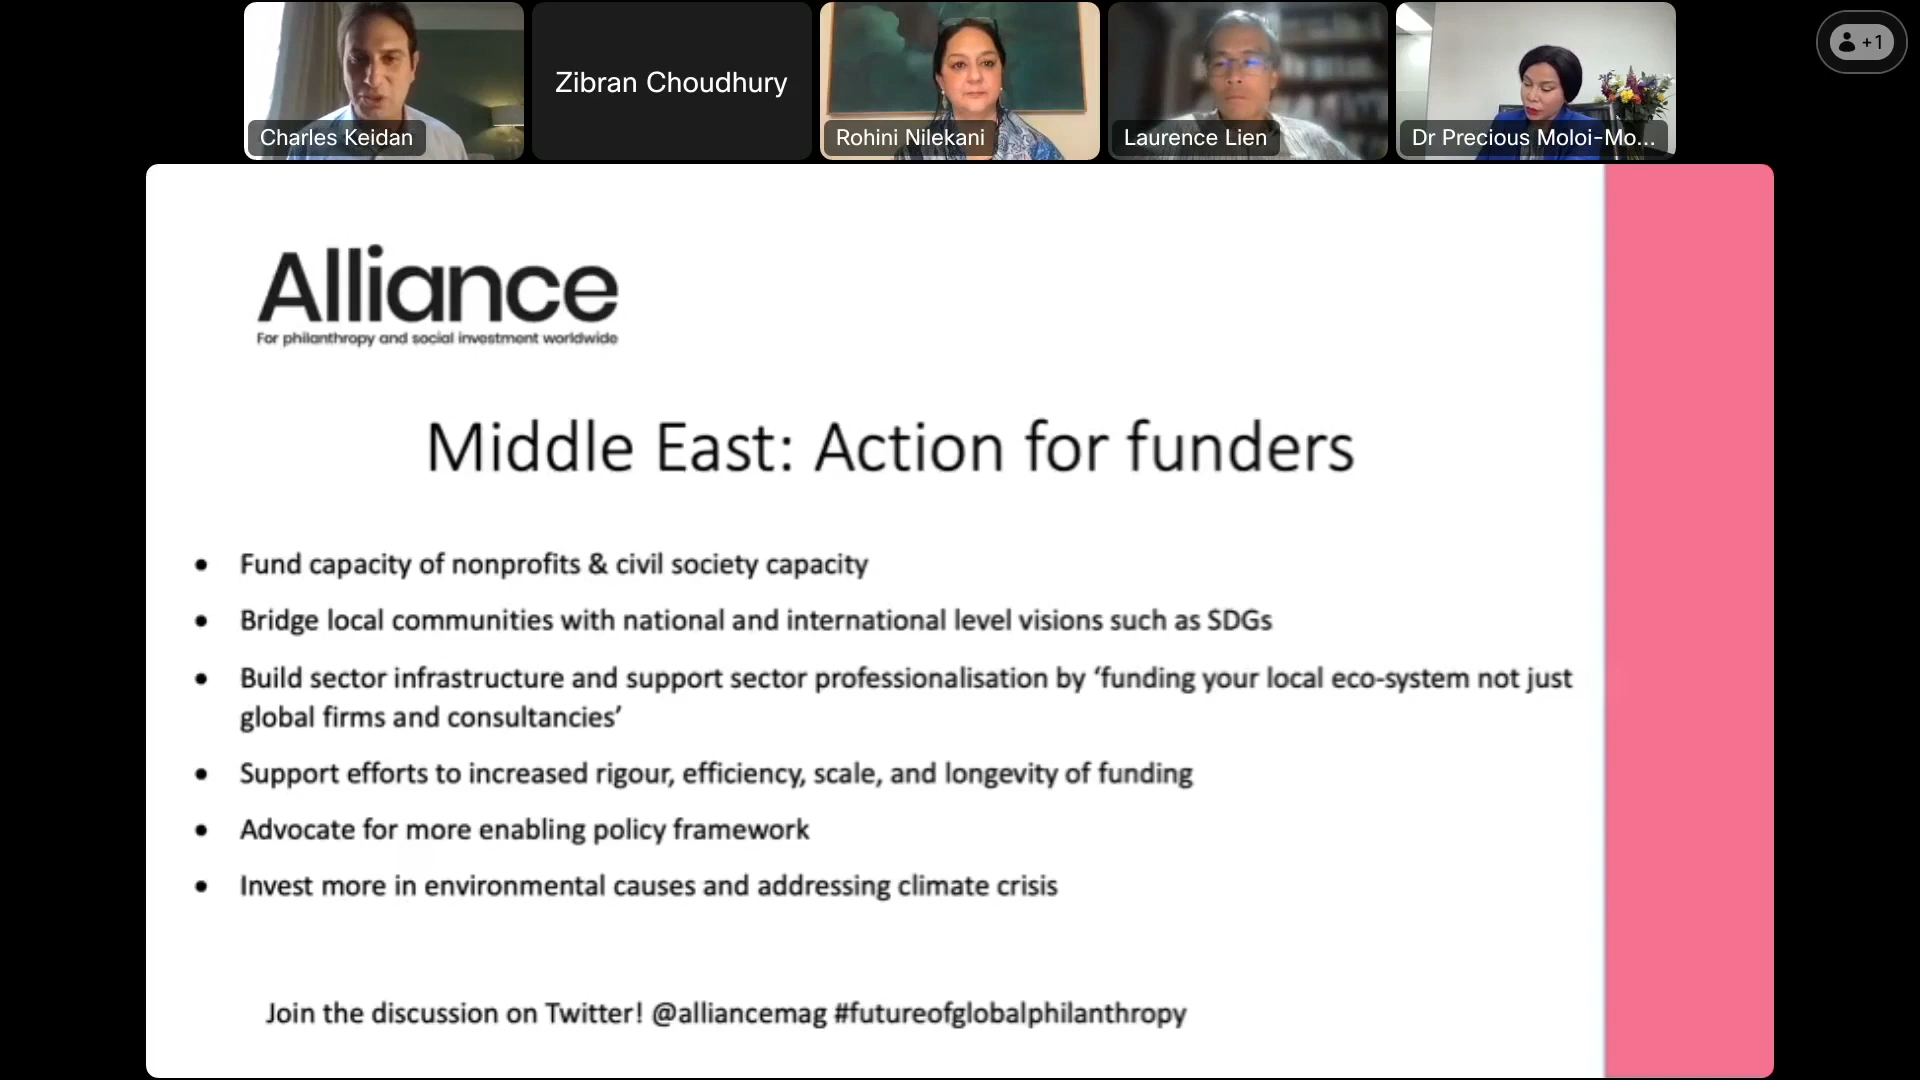 Charles Keidan
Zibran Choudhury
Rohini Nilekani
Laurence Lien
Dr Precious Moloi-Mo...
+1
Alliance
For philanthropy and social investment worldwide
Middle East: Action for funders
• Fund capacity of nonprofits & civil society capacity
• Bridge local communities with national and international level visions such as SDGs
• Build sector infrastructure and support sector professionalisation by ‘funding your local eco-system not just
global firms and consultancies’
• Support efforts to increased rigour, efficiency, scale, and longevity of funding
• Advocate for more enabling policy framework
• Invest more in environmental causes and addressing climate crisis
Join the discussion on Twitter! @alliancemag #futureofglobalphilanthropy